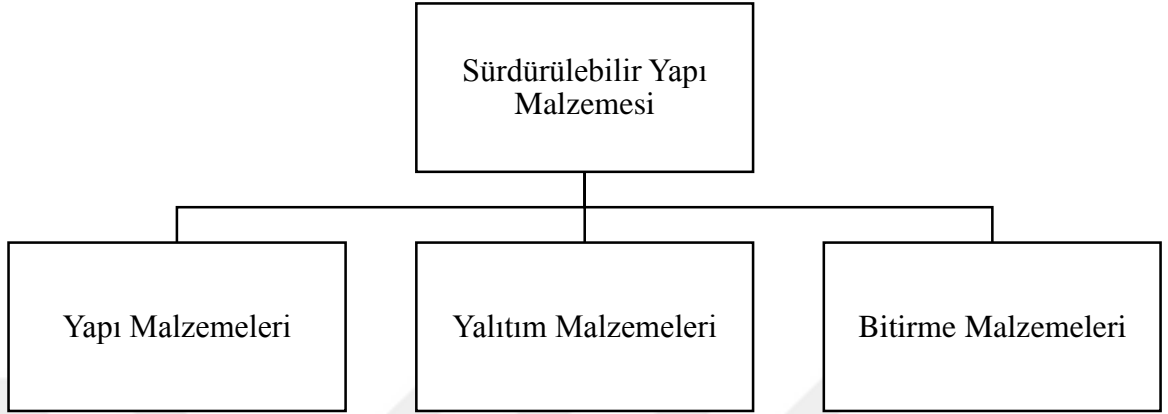 Sürdürülebilir Yapı
Malzemesi
Yapı Malzemeleri
Yalıtım Malzemeleri
Bitirme Malzemeleri